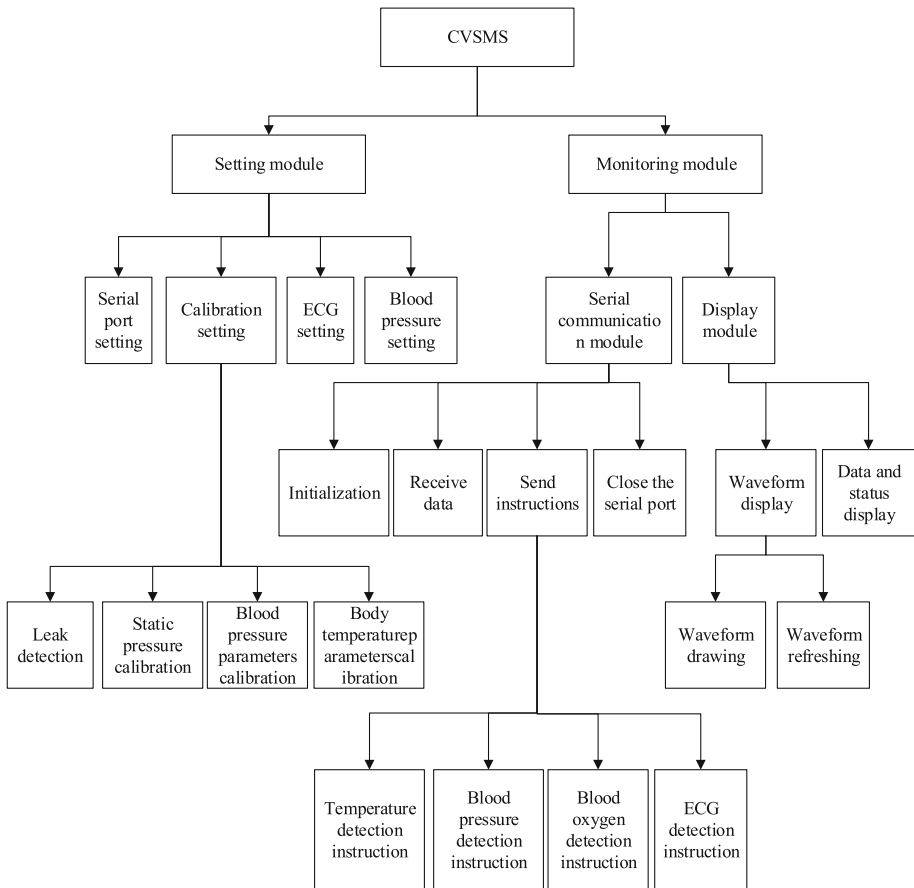 CVSMS
Setting module
Monitoring module
Serial
port
setting
Calibration
setting
ECG
setting
Blood
pressure
setting
Serial
communicatio
n module
Display
module
Initialization
Receive
data
Send
instructions
Close the
serial port
Waveform
display
Data and
status
display
Leak
detection
Static
pressure
calibration
Blood
pressure
parameters
calibration
Body
temperaturep
arameterscal
ibration
Waveform
drawing
Waveform
refreshing
Temperature
detection
instruction
Blood
pressure
detection
instruction
Blood
oxygen
detection
instruction
ECG
detection
instruction